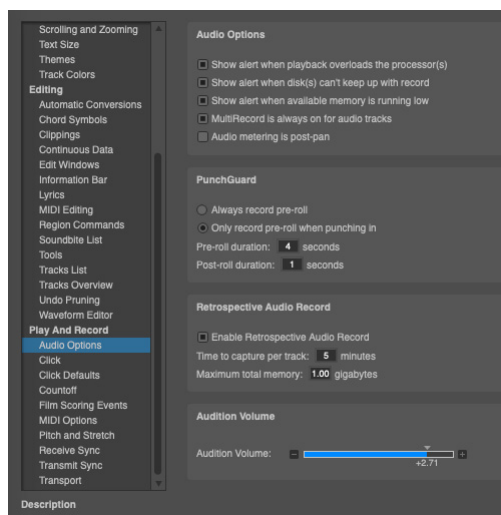 Scrolling and Zooming
Text Size
Themes
Track Colors
Editing
Automatic Conversions
Chord Symbols
Clippings
Continuous Data
Edit Windows
Information Bar
Lyrics
MIDI Editing
Region Commands
Soundbite List
Tools
Tracks List
Tracks Overview
Undo Pruning
Waveform Editor
Play And Record
Audio Options
Click
Click Defaults
Countoff
Film Scoring Events
MIDI Options
Pitch and Stretch
Receive Sync
Transmit Sync
Transport
Description
Audio Options
Show alert when playback overloads the processor(s)
Show alert when disk(s) can't keep up with record
Show alert when available memory is running low
MultiRecord is always on for audio tracks
Audio metering is post-pan
PunchGuard
Always record pre-roll
Only record pre-roll when punching in
Pre-roll duration: 4 seconds
Post-roll duration: 1 seconds
Retrospective Audio Record
Enable Retrospective Audio Record
Time to capture per track: 5 minutes
Maximum total memory: 1.00 gigabytes
Audition Volume
Audition Volume:
+2.71